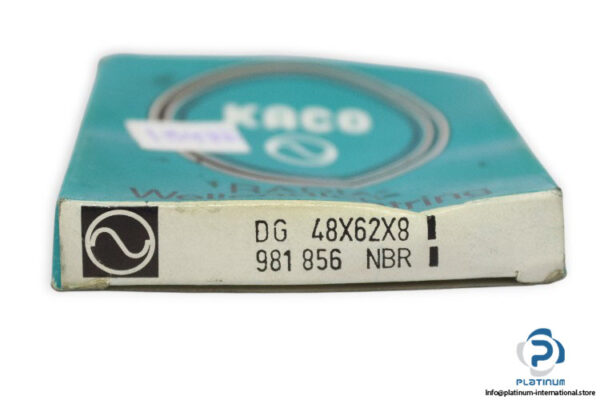 KACO
DG 48X62X8
981 856 NBR
PLATINUM
info@platinum-international.store